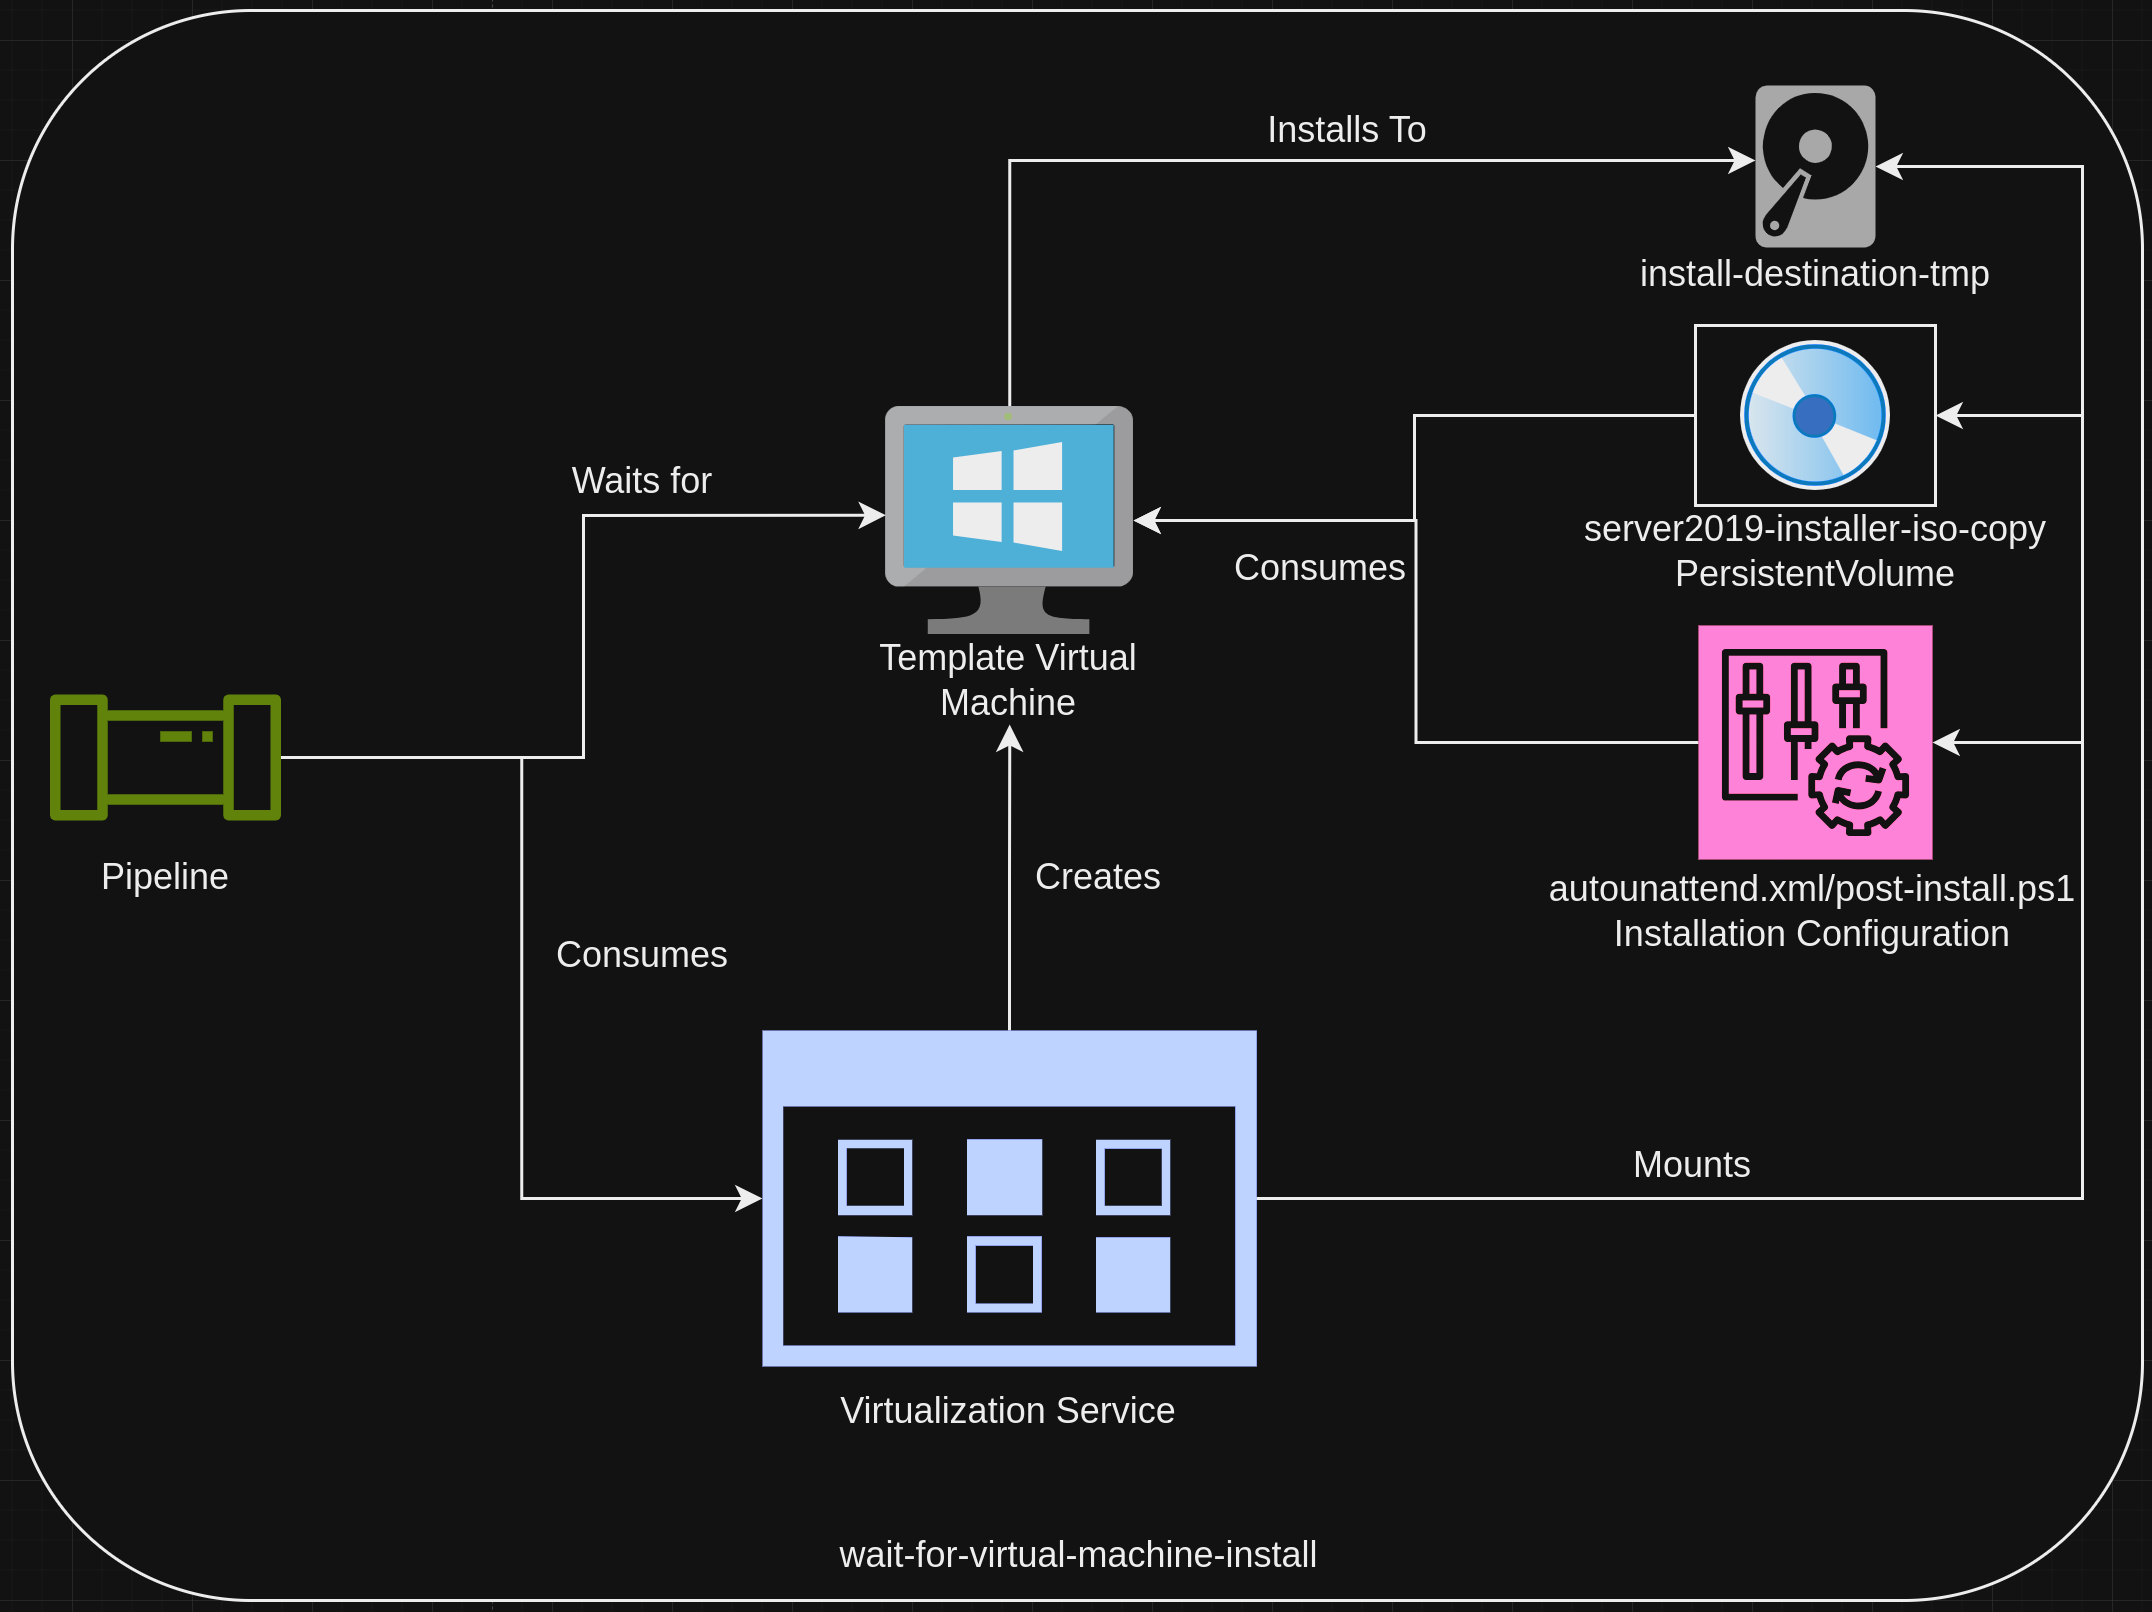 Installs To
install-destination-tmp
Waits for
server2019-installer-iso-copy
PersistentVolume
Consumes
Template Virtual
Machine
Pipeline
Creates
autounattend.xml/post-install.ps1
Installation Configuration
Consumes
Mounts
Virtualization Service
wait-for-virtual-machine-install